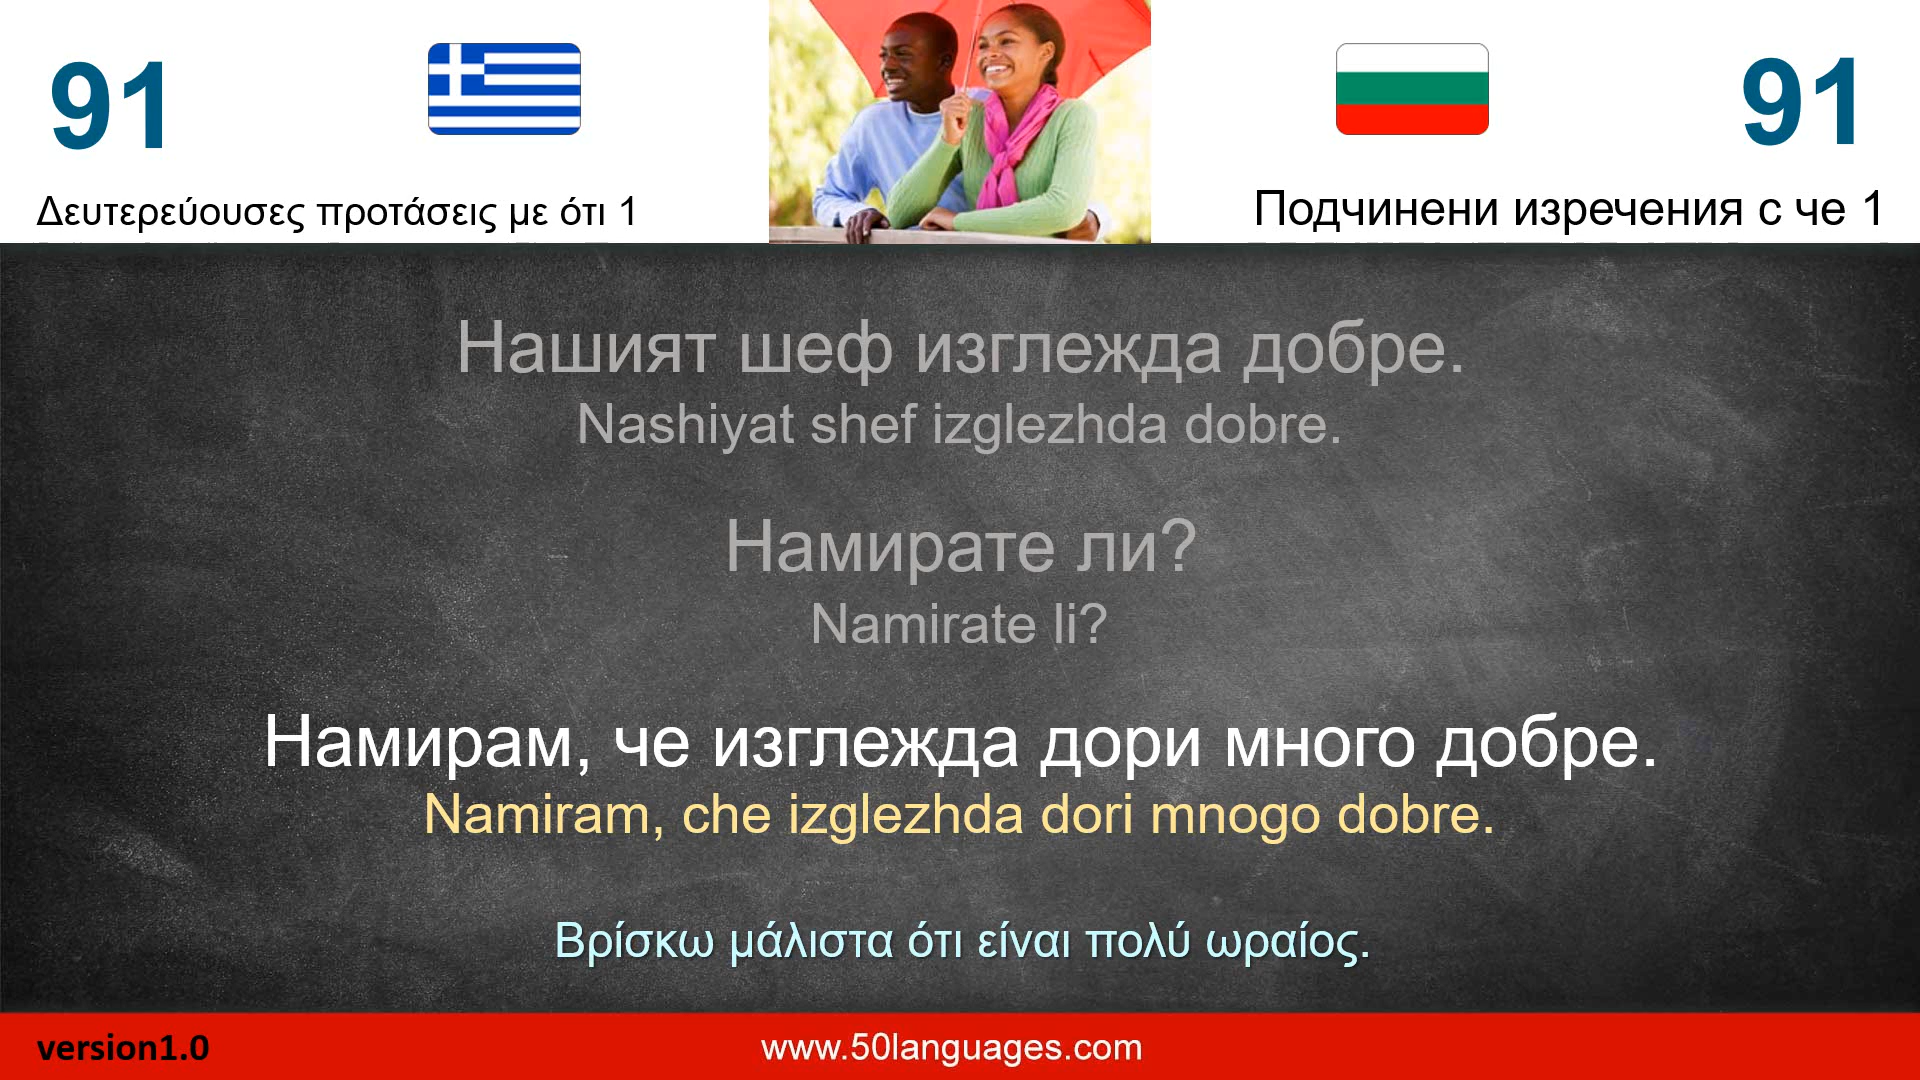 91
91
Δευτερεύουσες προτάσεις με ότι 1
Подчинени изречения с че 1
Нашият шеф изглежда добре.
Nashiyat shef izglezhda dobre.
Намирате ли?
Namirate li?
Намирам, че изглежда дори много добре.
Namiram, che izglezhda dori mnogo dobre.
Βρίσκω μάλιστα ότι είναι πολύ ωραίος.
version1.0
www.50languages.com